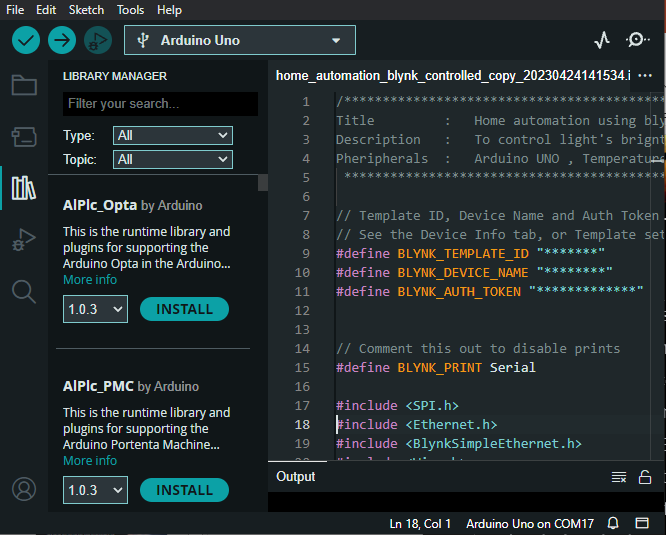 File Edit Sketch Tools Help
Arduino Uno
LIBRARY MANAGER
Filter your search...
Type: All
Topic: All
AlPlc_Opta by Arduino
This is the runtime library and
plugins for supporting the
Arduino Opta in the Arduino...
More info
1.0.3 INSTALL
AlPlc_PMC by Arduino
This is the runtime library and
plugins for supporting the
Arduino Portenta Machine...
More info
1.0.3 INSTALL
home_automation_blynk_controlled_copy_20230424141534.i ...
1 /******************************************
2 Title : Home automation using bly
3 Description : To control light's bright
4 Pheripherals : Arduino UNO , Temperature
5 ******************************************
6
7 // Template ID, Device Name and Auth Token
8 // See the Device Info tab, or Template set
9 #define BLYNK_TEMPLATE_ID "*******"
10 #define BLYNK_DEVICE_NAME "********"
11 #define BLYNK_AUTH_TOKEN "*************"
12
13
14 // Comment this out to disable prints
15 #define BLYNK_PRINT Serial
16
17 #include <SPI.h>
18 #include <Ethernet.h>
19 #include <BlynkSimpleEthernet.h>
Output
Ln 18, Col 1 Arduino Uno on COM17